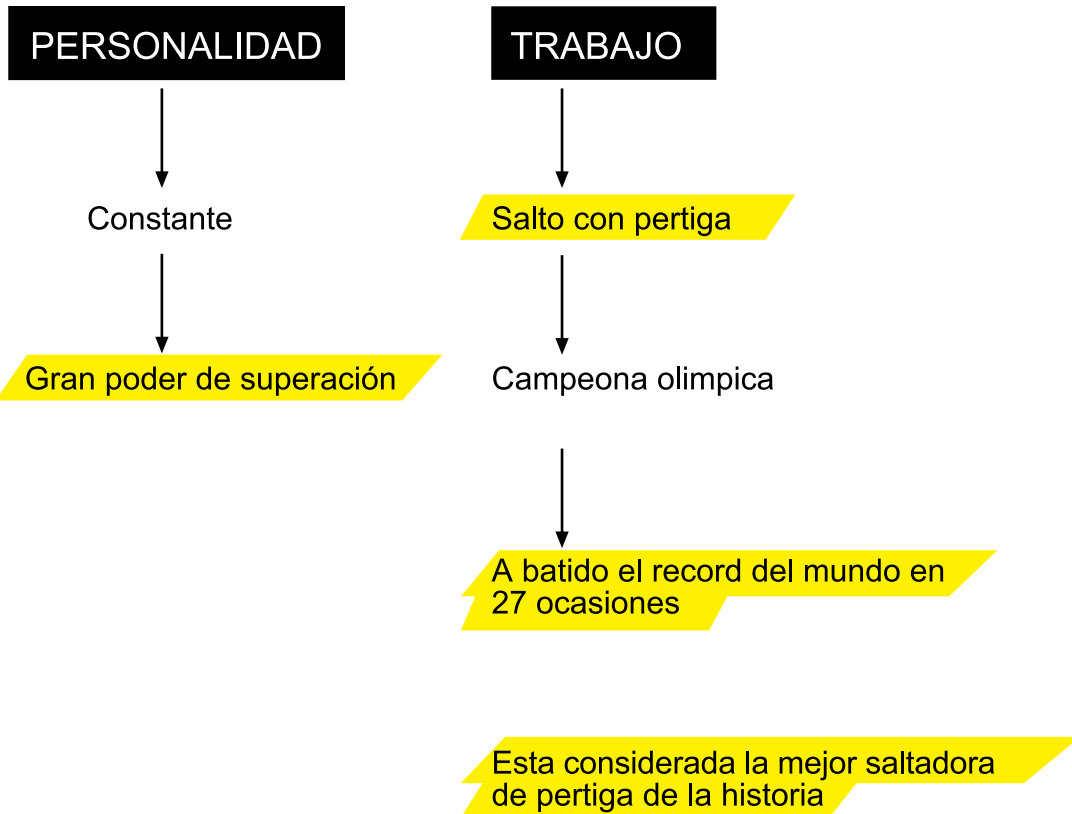 PERSONALIDAD
Constante
Gran poder de superación
TRABAJO
Salto con pertiga
Campeona olimpica
A batido el record del mundo en
27 ocasiones
Esta considerada la mejor saltadora
de pertiga de la historia